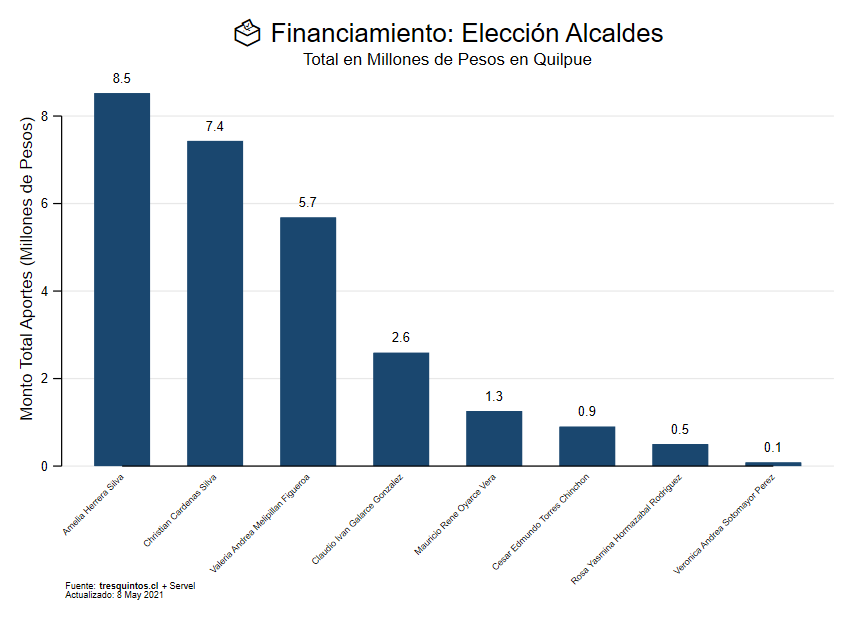 Financiamiento: Elección Alcaldes
Total en Millones de Pesos en Quilpue
Monto Total Aportes (Millones de Pesos)
8
6
4
2
0
8.5
7.4
5.7
2.6
1.3
0.9
0.5
0.1
Amelia Herrera Silva
Christian Cardenas Silva
Valeria Andrea Melipillan Figueroa
Claudio Ivan Galarce Gonzalez
Mauricio Rene Oyarce Vera
Cesar Edmundo Torres Chinchon
Rosa Yasmina Hormazabal Rodriguez
Veronica Andrea Sotomayor Perez
Fuente: tresquintos.cl + Servel
Actualizado: 8 May 2021